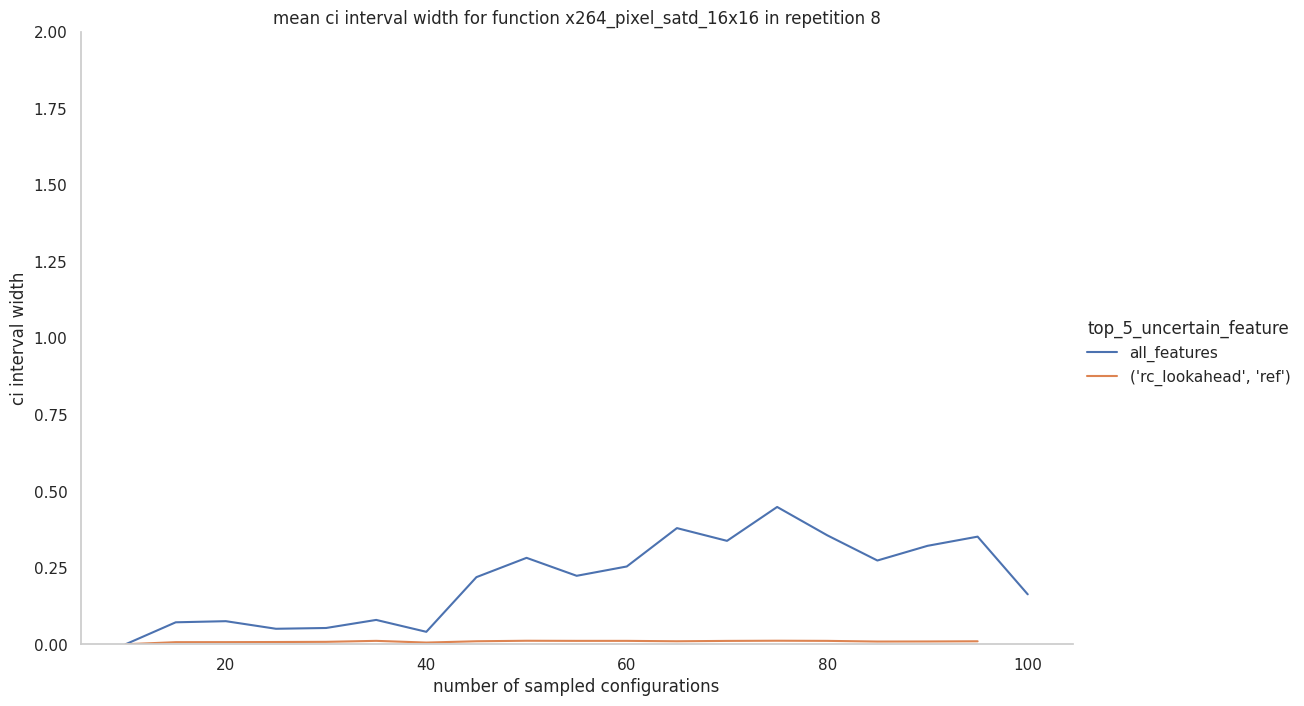 mean ci interval width for function x264_pixel_satd_16x16 in repetition 8
2.00
1.75
1.50
1.25
1.00
0.75
0.50
0.25
0.00
ci interval width
20
40
60
80
100
number of sampled configurations
top_5_uncertain_feature
all_features
('rc_lookahead', 'ref')